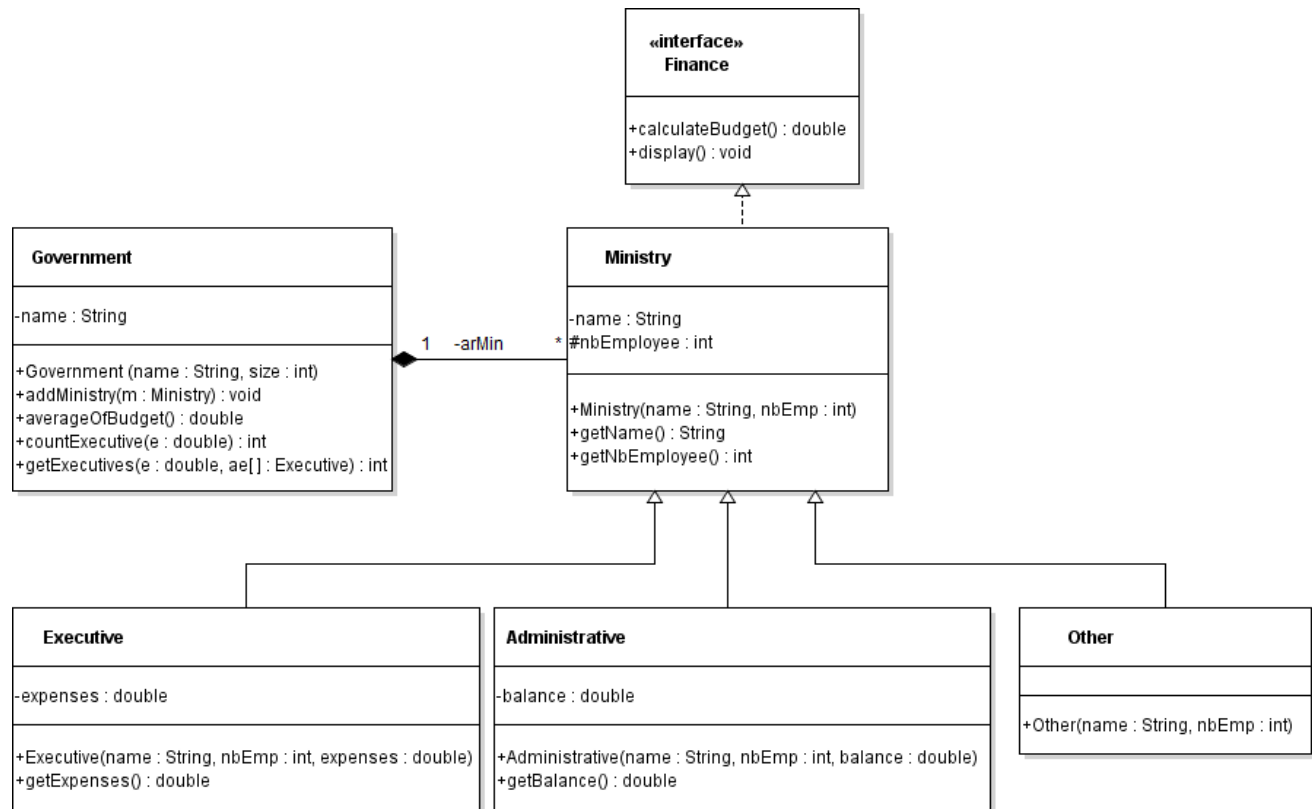 «interface»
Finance
+calculateBudget() : double
+display() : void
Government
-name : String
+Government (name : String, size : int)
+addMinistry(m : Ministry) : void
+averageOfBudget() : double
+countExecutive(e : double) : int
+getExecutives(e : double, ae[ ] : Executive) : int
1 -arMin *
Ministry
-name : String
#nbEmployee : int
+Ministry(name : String, nbEmp : int)
+getName() : String
+getNbEmployee() : int
Executive
-expenses : double
+Executive(name : String, nbEmp : int, expenses : double)
+getExpenses() : double
Administrative
-balance : double
+Administrative(name : String, nbEmp : int, balance : double)
+getBalance() : double
Other
+Other(name : String, nbEmp : int)